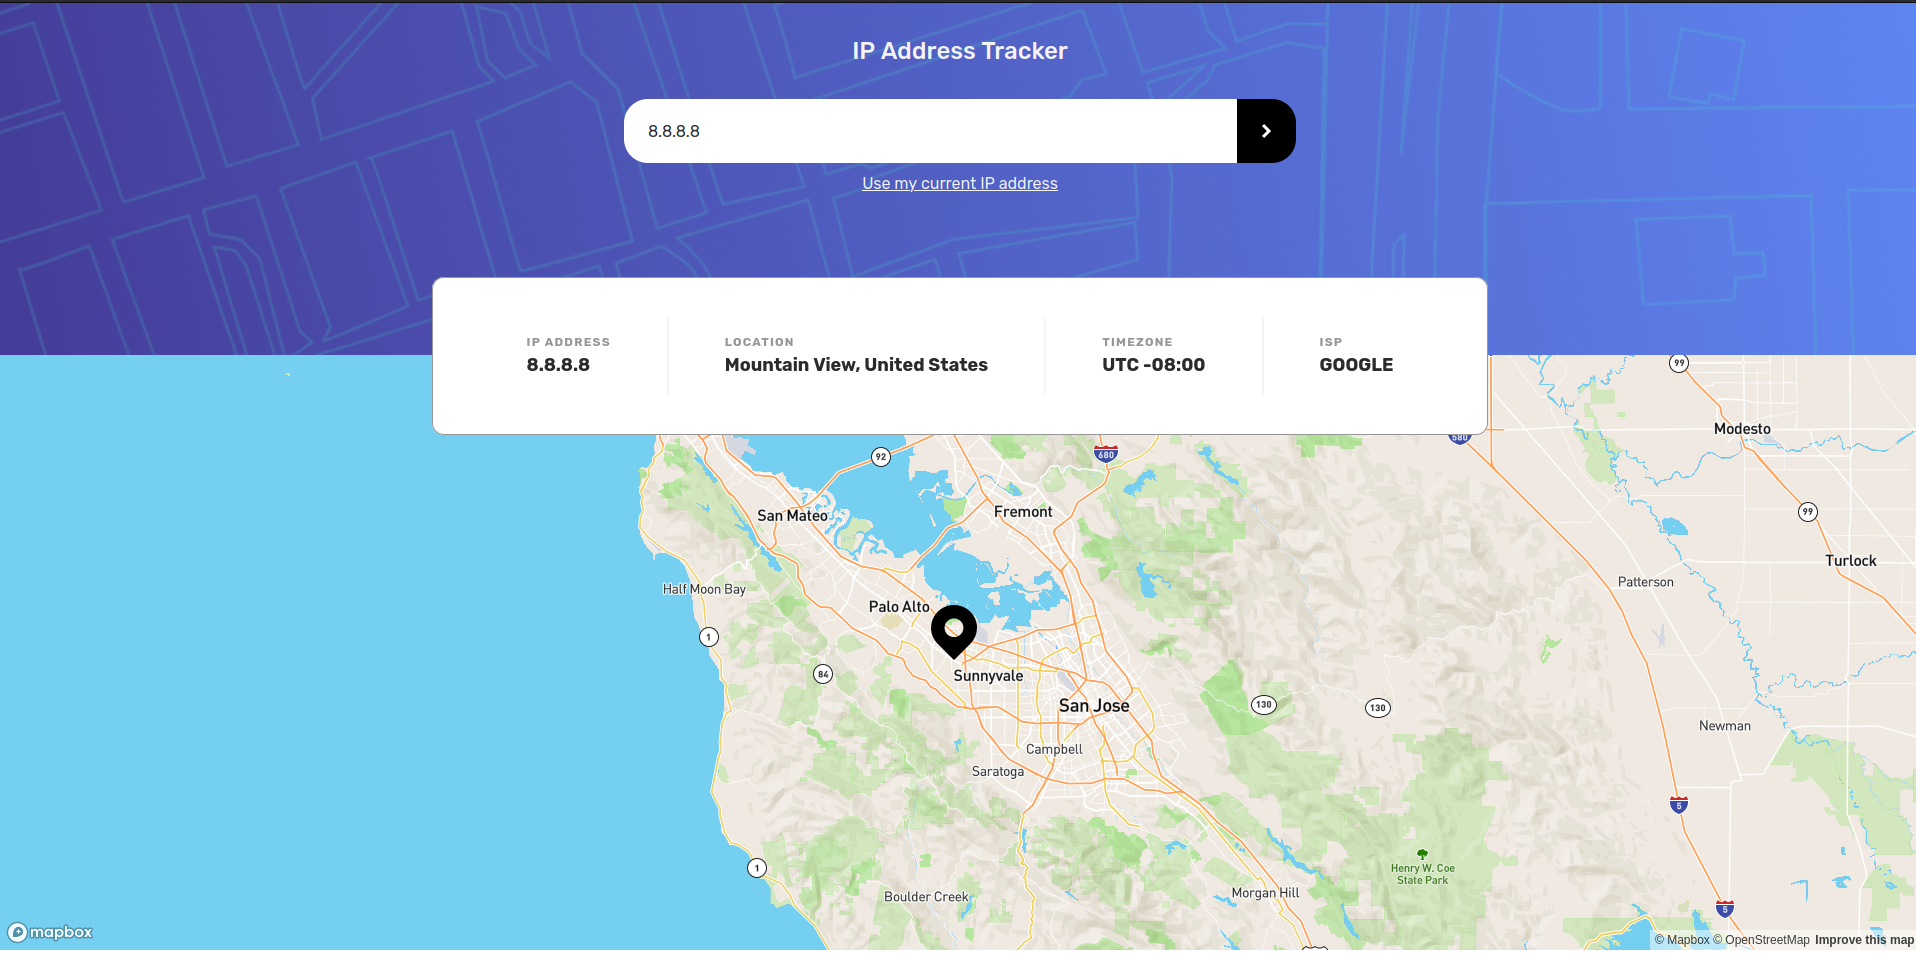 IP Address Tracker
8.8.8.8
Use my current IP address
IP ADDRESS
8.8.8.8
LOCATION
Mountain View, United States
TIMEZONE
UTC -08:00
ISP
GOOGLE
99
Modesto
580
92
680
San Mateo
Fremont
99
Turlock
Half Moon Bay
Patterson
Palo Alto
1
84
Sunnyvale
San Jose
130
130
Newman
Campbell
Saratoga
5
1
Henry W. Coe
State Park
Boulder Creek
Morgan Hill
5
mapbox
© Mapbox © OpenStreetMap Improve this map